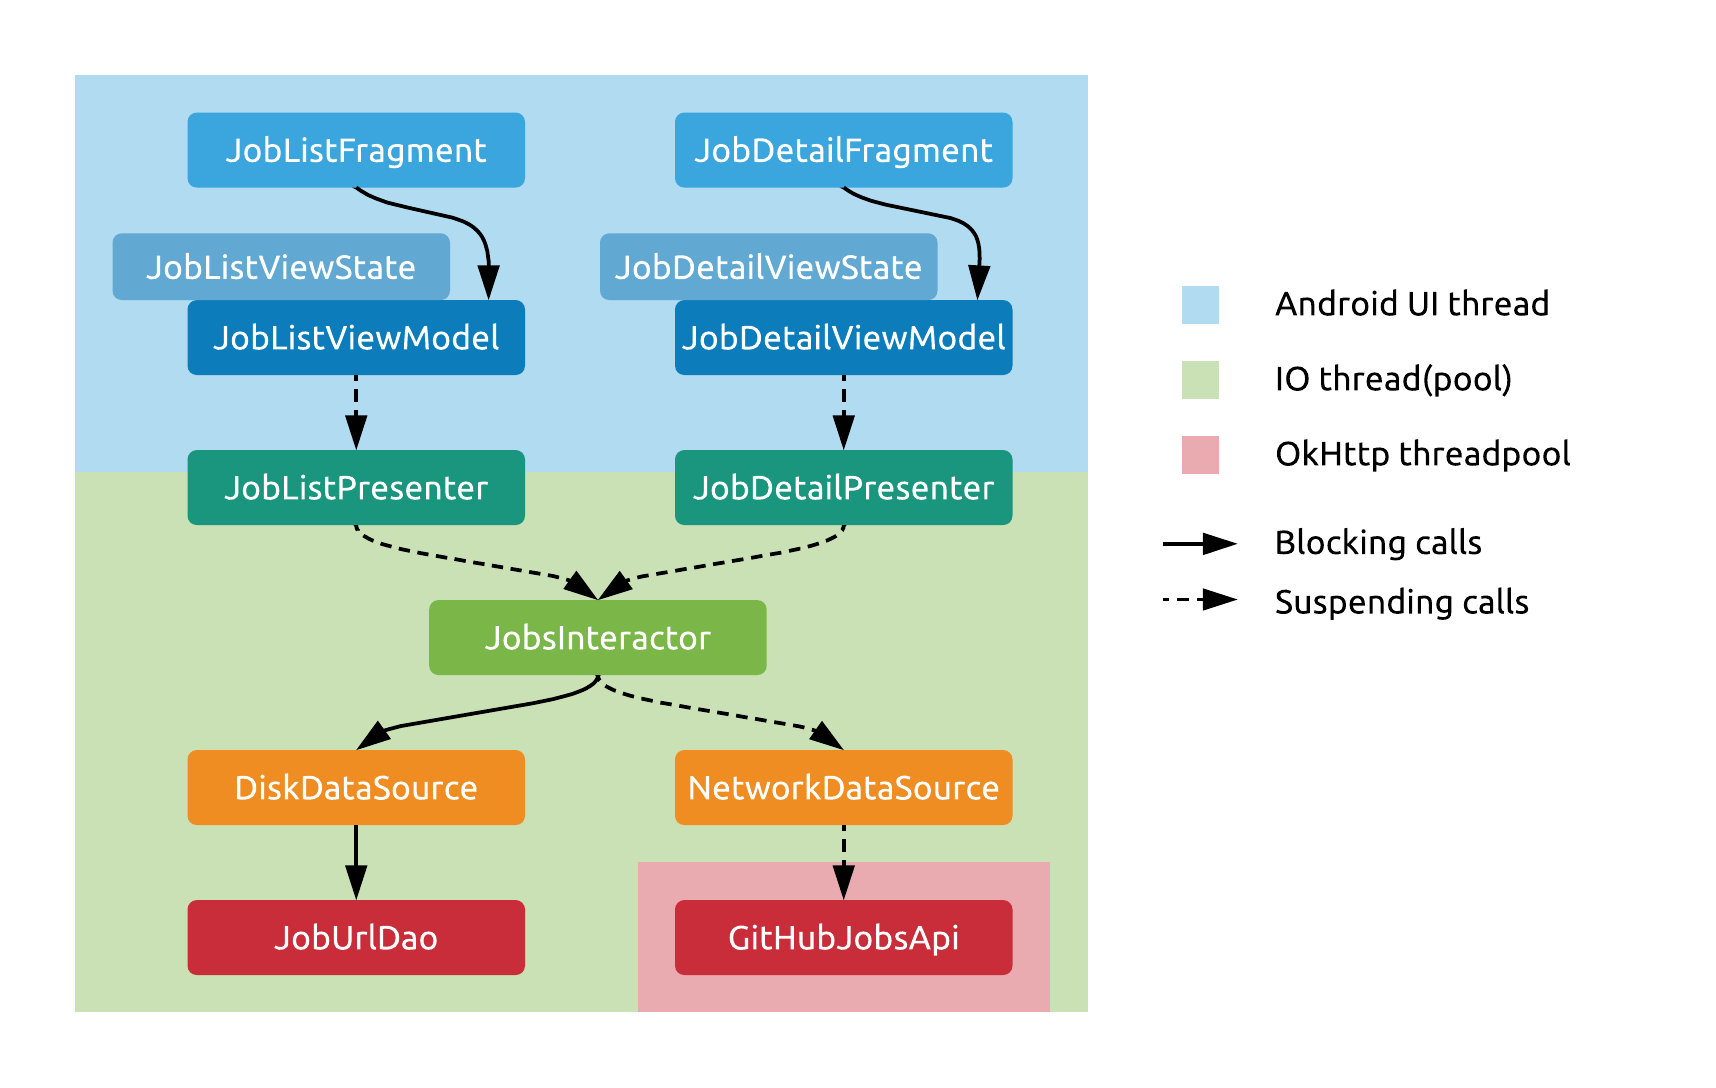 JobListFragment
JobDetailFragment
JobListViewState
JobDetailViewState
JobListViewModel
JobDetailViewModel
JobListPresenter
JobDetailPresenter
JobsInteractor
DiskDataSource
NetworkDataSource
JobUrlDao
GitHubJobsApi
Android UI thread
IO thread(pool)
OkHttp threadpool
Blocking calls
Suspending calls